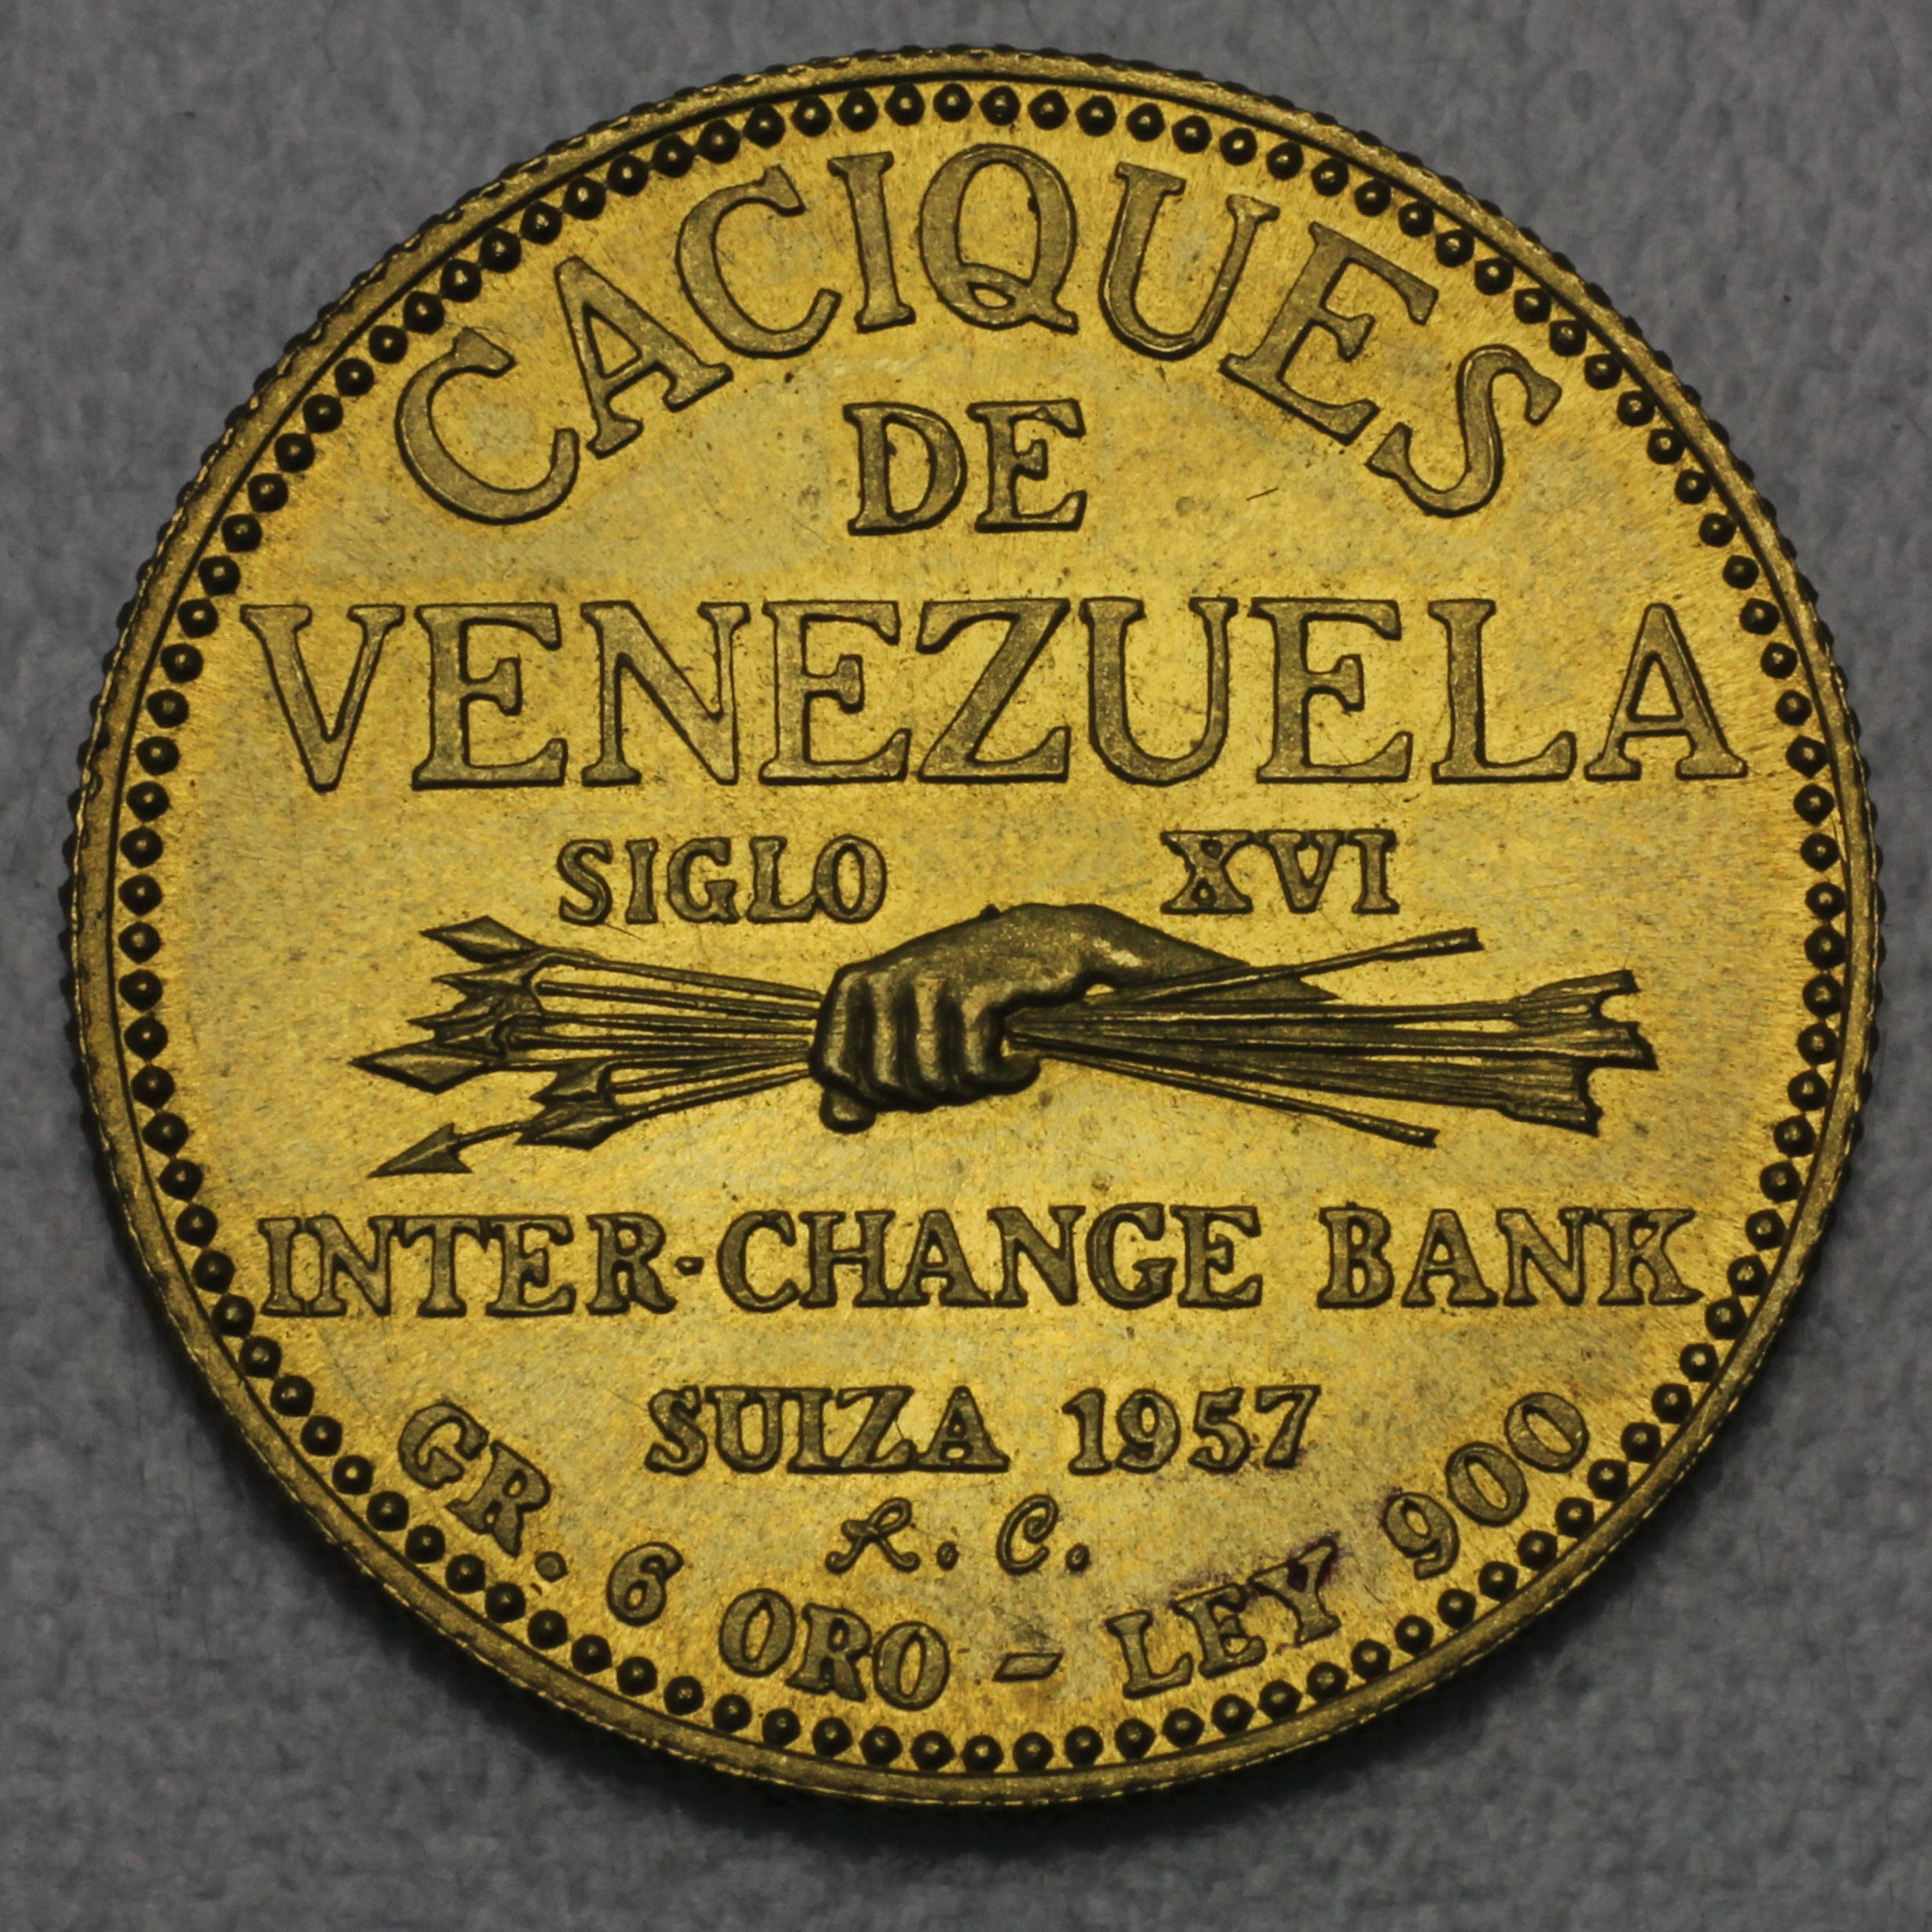 CACIQUES
DE
VENEZUELA
SIGLO XVI
INTER-CHANGE BANK
SUIZA 1957
R. C.
GR. 6 ORO - LEY 900